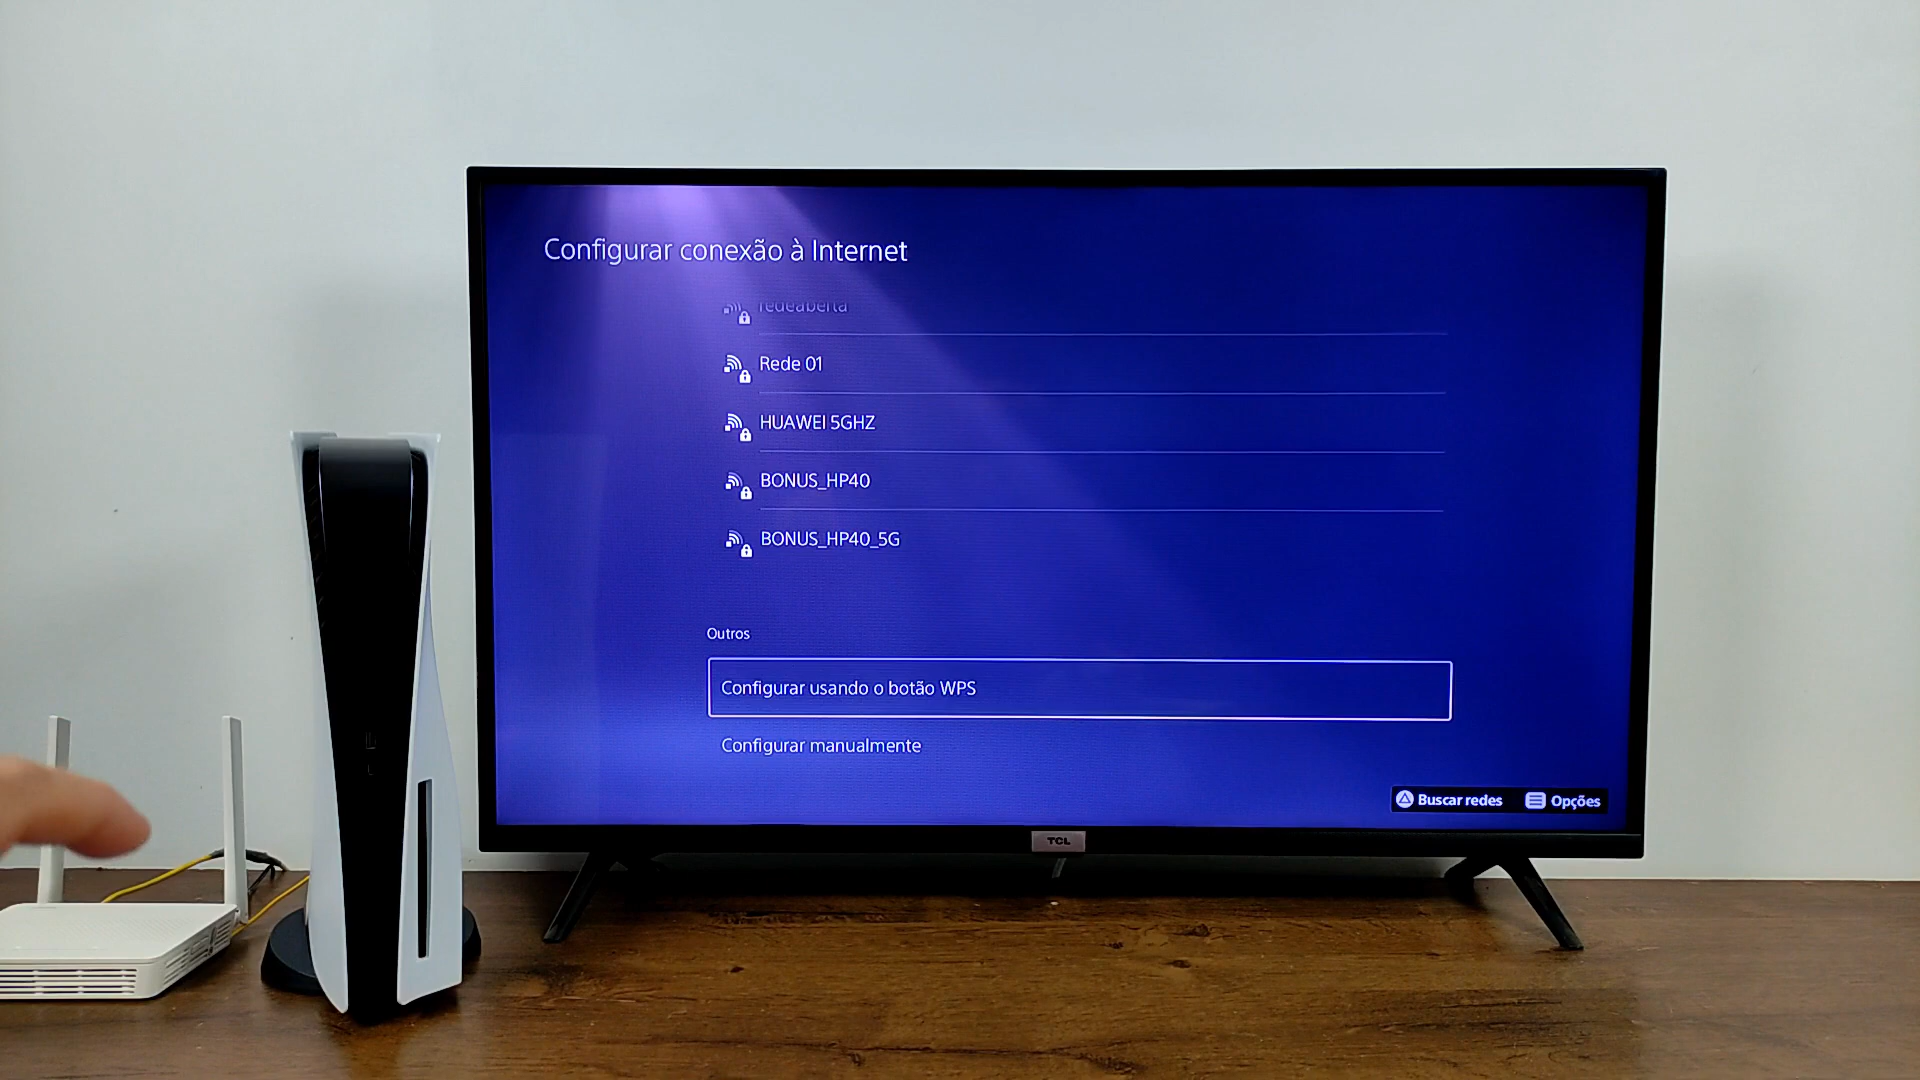 Configurar conexão à Internet
redeaberta
Rede 01
HUAWEI 5GHZ
BONUS_HP40
BONUS_HP40_5G
Outros
Configurar usando o botão WPS
Configurar manualmente
Buscar redes
Opções
TCL